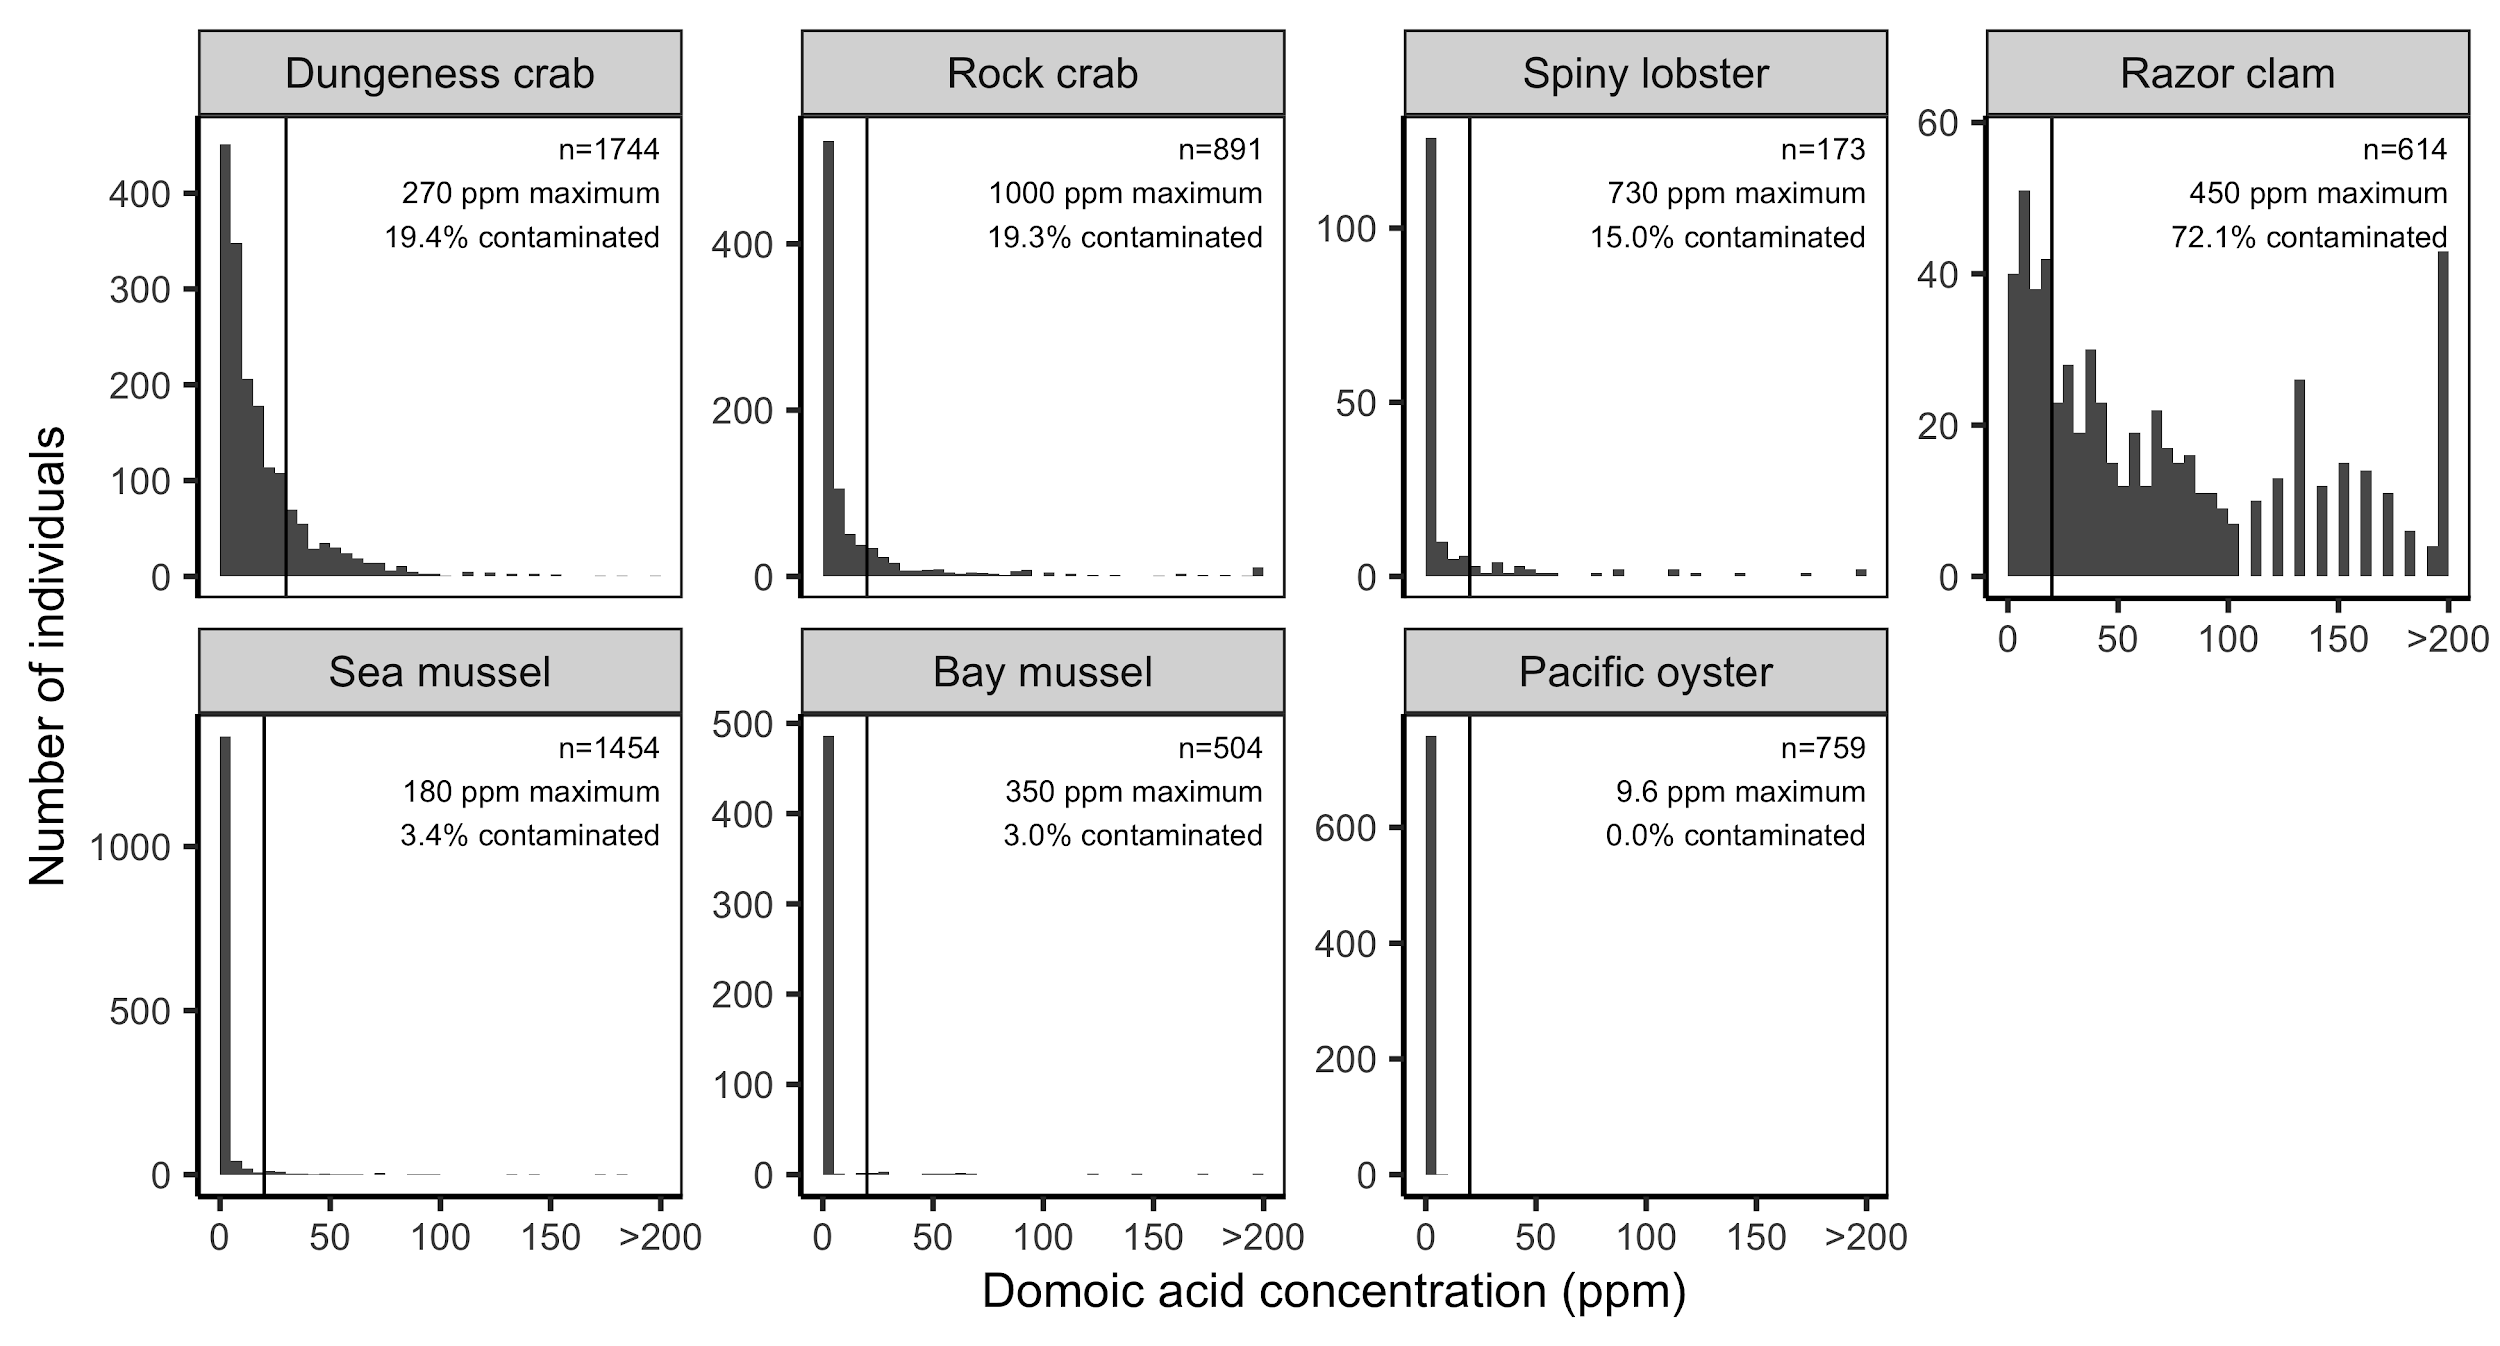 Dungeness crab
n=1744
270 ppm maximum
19.4% contaminated
400
300
200
100
0
Rock crab
n=891
1000 ppm maximum
19.3% contaminated
400
200
0
Spiny lobster
n=173
730 ppm maximum
15.0% contaminated
100
50
0
Razor clam
n=614
450 ppm maximum
72.1% contaminated
60
40
20
0
0 50 100 150 >200
Number of individuals
Sea mussel
n=1454
180 ppm maximum
3.4% contaminated
1000
500
0
0 50 100 150 >200
Bay mussel
n=504
350 ppm maximum
3.0% contaminated
500
400
300
200
100
0
0 50 100 150 >200
Pacific oyster
n=759
9.6 ppm maximum
0.0% contaminated
600
400
200
0
0 50 100 150 >200
Domoic acid concentration (ppm)